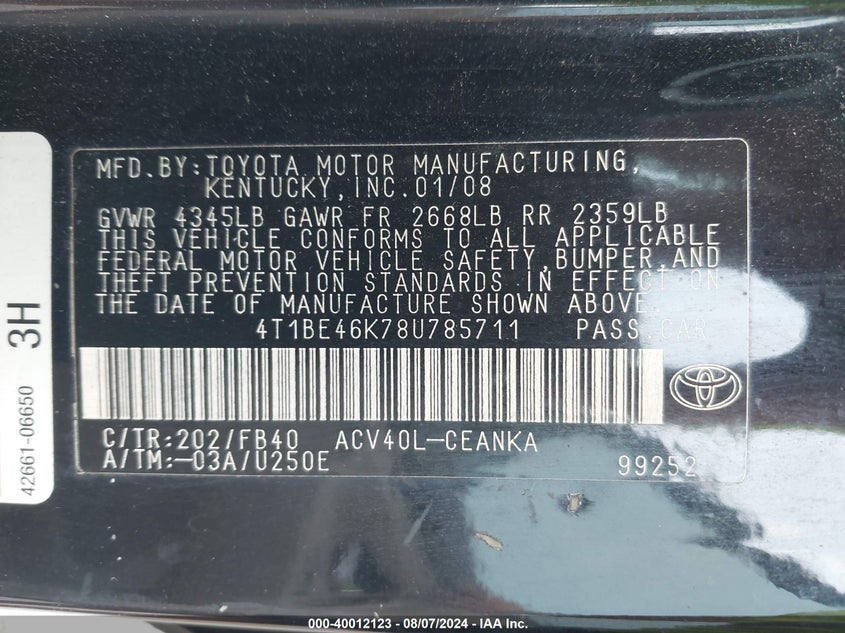 MFD.BY:TOYOTA MOTOR MANUFACTURING,
KENTUCKY,INC.01/08
GVWR 4345LB GAWR FR 2668LB RR 2359LB
THIS VEHICLE CONFORMS TO ALL APPLICABLE
FEDERAL MOTOR VEHICLE SAFETY,BUMPER,AND
THEFT PREVENTION STANDARDS IN EFFECT ON
THE DATE OF MANUFACTURE SHOWN ABOVE.
4T1BE46K78U785711 PASS.CAR
C/TR:202/FB40 ACV40L-CEANKA
A/TM:-03A/U250E 99252
3H
42661-06650
000-40012123 - 08/07/2024 - IAA Inc.